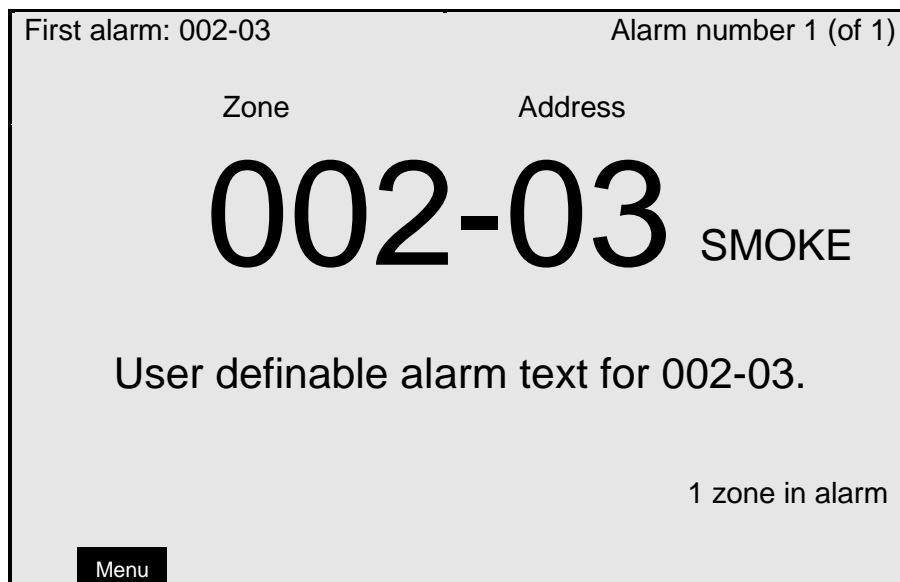 First alarm: 002-03 Alarm number 1 (of 1)
Zone Address
002-03 SMOKE
User definable alarm text for 002-03.
1 zone in alarm
Menu